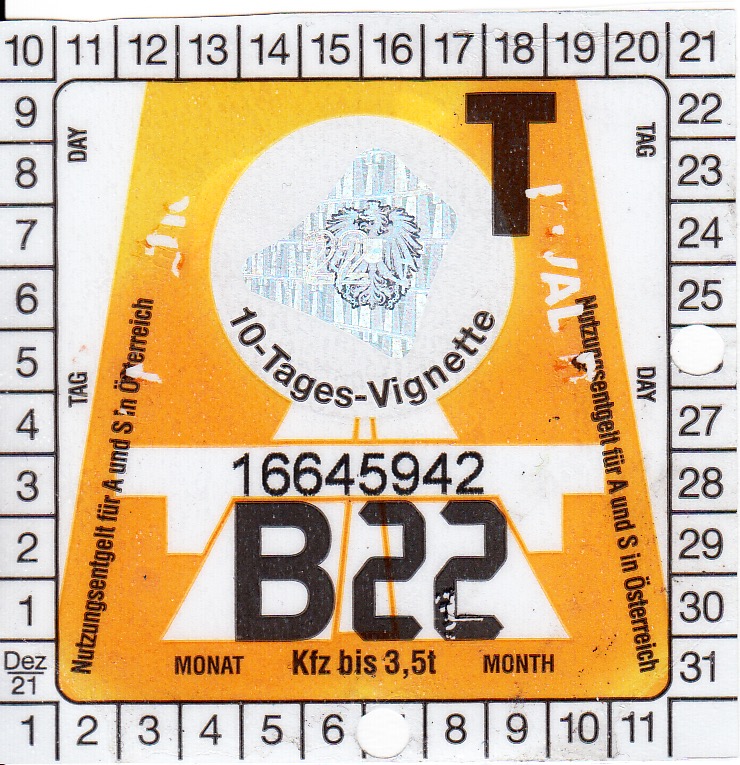 10 11 12 13 14 15 16 17 18 19 20 21
9 DAY T TAG 22
8 23
7 24
6 25
5
4 TAG DAY 27
3 28
2 29
1 30
Dez 21 31
10-Tages-Vignette
Nutzungsentgelt für A und S in Österreich
Nutzungsentgelt für A und S in Österreich
16645942
B22
MONAT Kfz bis 3,5t MONTH
1 2 3 4 5 6 8 9 10 11